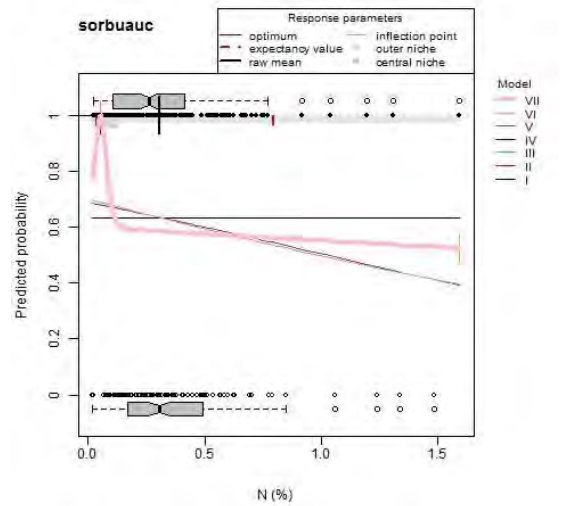 sorbuauc
Response parameters
optimum
expectancy value
raw mean
inflection point
outer niche
central niche
Model
VII
VI
V
IV
III
II
I
Predicted probability
1
0.8
0.6
0.4
0.2
0
0.0
0.5
1.0
1.5
N (%)